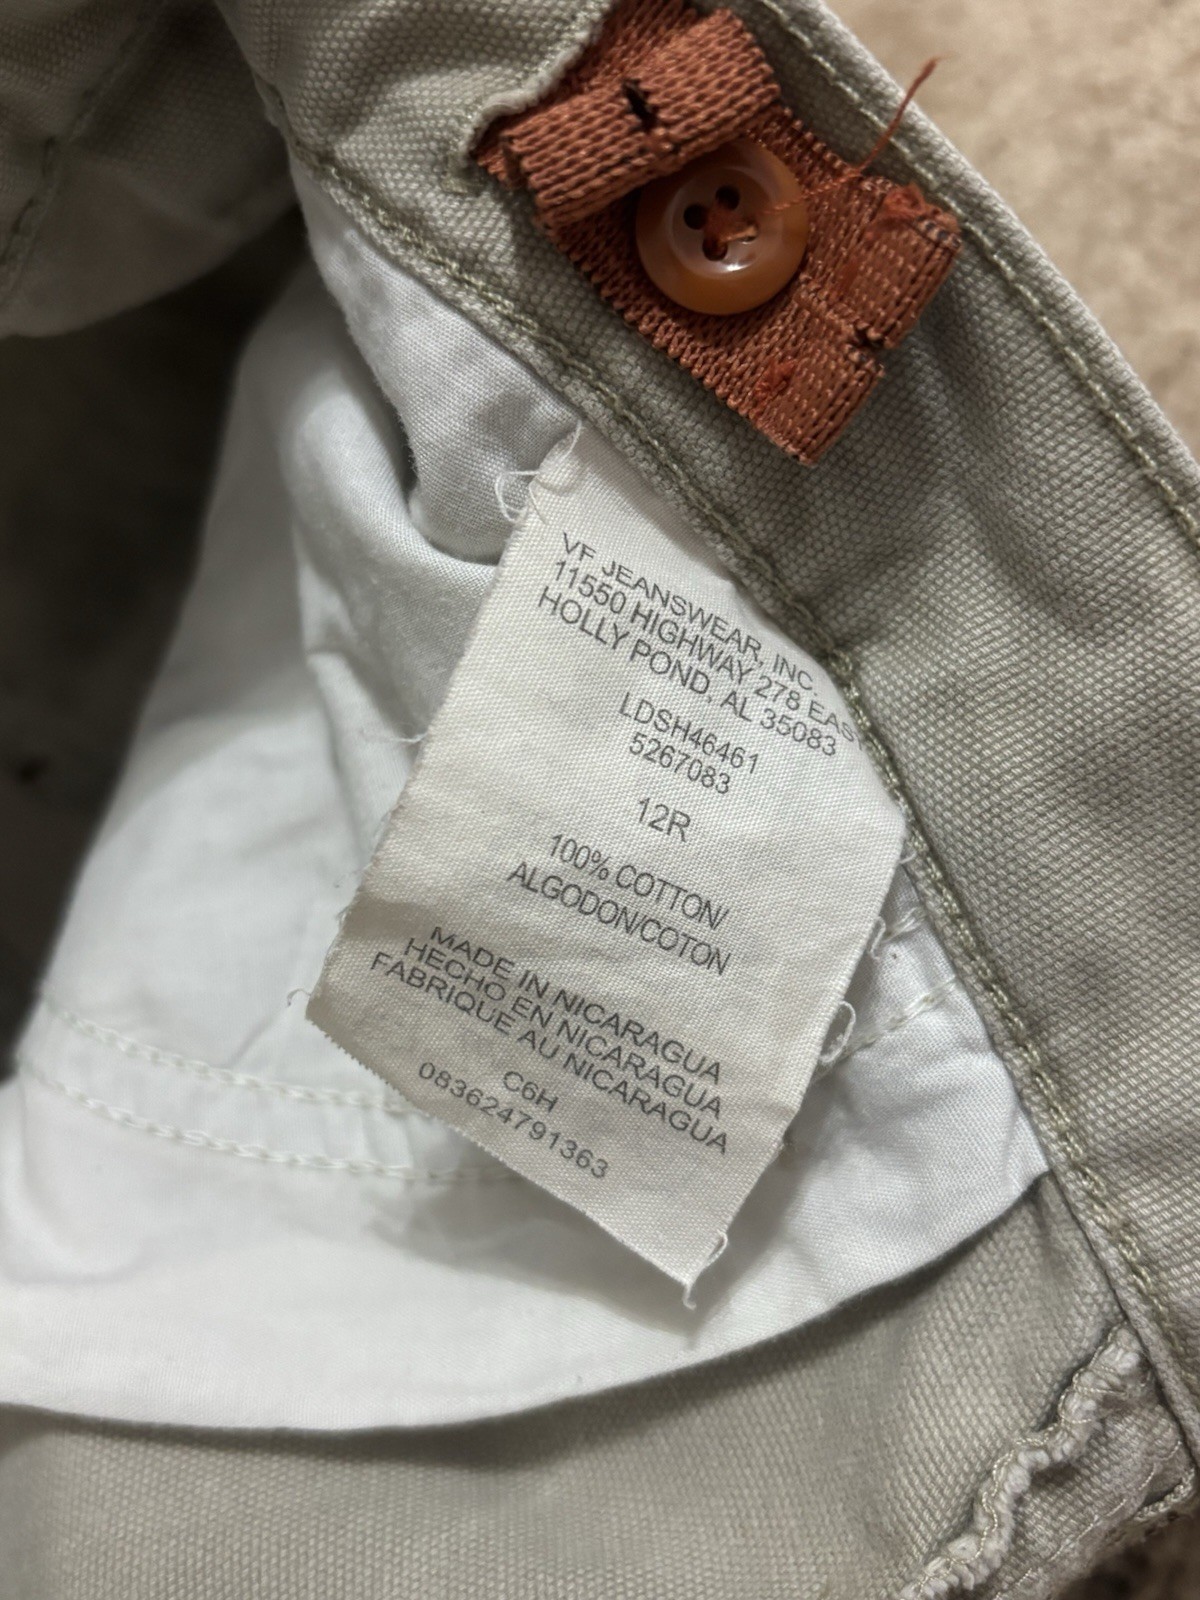 VF JEANSWEAR, INC.
11550 HIGHWAY 278 EAST
HOLLY POND, AL 35083
LDSH46461
5267083
12R
100% COTTON/
ALGODON/COTON
MADE IN NICARAGUA
HECHO EN NICARAGUA
FABRIQUE AU NICARAGUA
C6H
083624791363